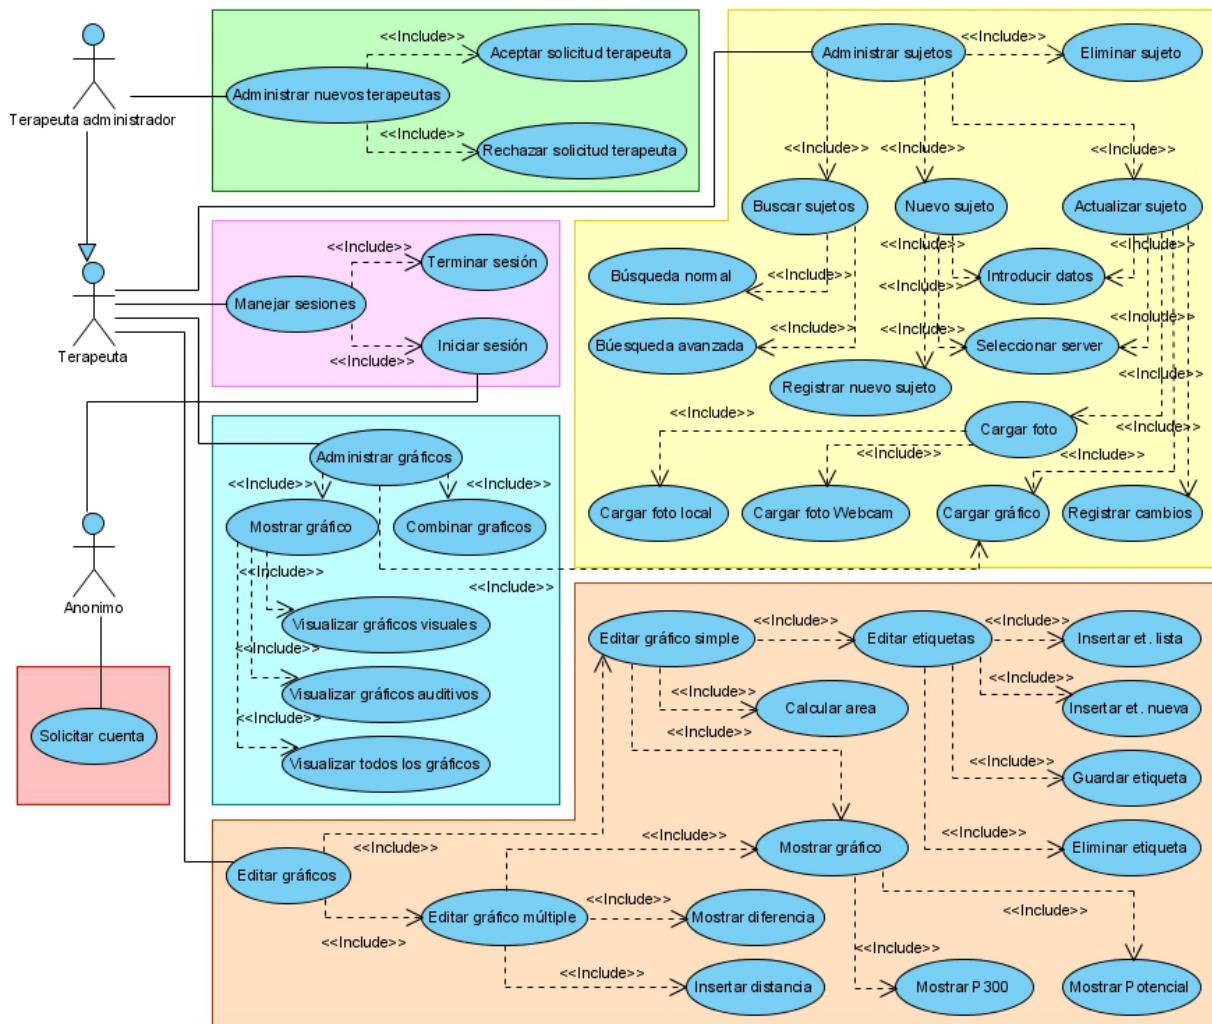 Terapeuta administrador
Administrar nuevos terapeutas
<<Include>>
Aceptar solicitud terapeuta
<<Include>>
Rechazar solicitud terapeuta
Administrar sujetos
<<Include>>
Eliminar sujeto
<<Include>>
<<Include>>
<<Include>>
Buscar sujetos
Nuevo sujeto
Actualizar sujeto
<<Include>>
<<Include>>
Búsqueda normal
Introducir datos
<<Include>>
<<Include>>
<<Include>>
<<Include>>
<<Include>>
Búesqueda avanzada
Seleccionar server
Registrar nuevo sujeto
<<Include>>
<<Include>>
<<Include>>
Cargar foto
<<Include>>
<<Include>>
Cargar foto local
Cargar foto Webcam
Cargar gráfico
Registrar cambios
Terapeuta
Manejar sesiones
<<Include>>
Terminar sesión
<<Include>>
Iniciar sesión
Administrar gráficos
<<Include>>
<<Include>>
Mostrar gráfico
Combinar graficos
<<Include>>
<<Include>>
Visualizar gráficos visuales
<<Include>>
Visualizar gráficos auditivos
<<Include>>
Visualizar todos los gráficos
Anonimo
Solicitar cuenta
Editar gráfico simple
<<Include>>
Editar etiquetas
<<Include>>
Insertar et. lista
<<Include>>
<<Include>>
Calcular area
Insertar et. nueva
<<Include>>
<<Include>>
Guardar etiqueta
<<Include>>
<<Include>>
<<Include>>
Mostrar gráfico
Eliminar etiqueta
Editar gráficos
<<Include>>
Editar gráfico múltiple
<<Include>>
Mostrar diferencia
<<Include>>
<<Include>>
<<Include>>
Insertar distancia
Mostrar P300
Mostrar Potencial